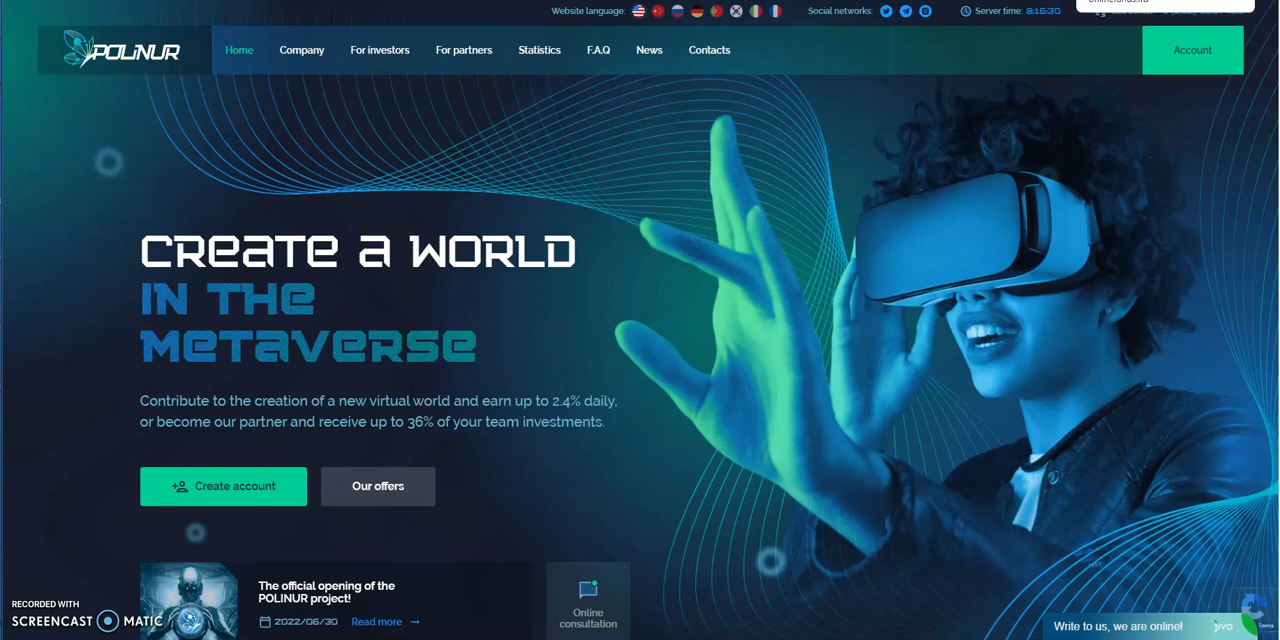 Website language:
Social networks:
Server time: 8:16:30
POLINUR
Home
Company
For investors
For partners
Statistics
F.A.Q
News
Contacts
Account
CREATE A WORLD
IN THE
METAVERSE
Contribute to the creation of a new virtual world and earn up to 2.4% daily,
or become our partner and receive up to 36% of your team investments.
Create account
Our offers
The official opening of the
POLINUR project!
2022/06/30
Read more →
Online
consultation
RECORDED WITH
SCREENCAST MATIC
Write to us, we are online!
jivo
Terms